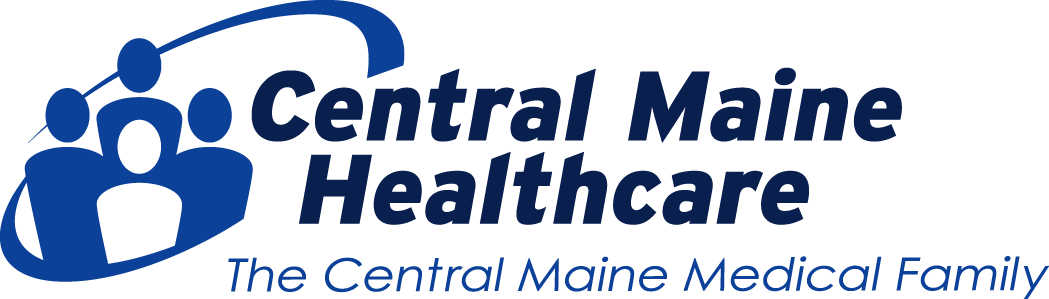 Central Maine
Healthcare
The Central Maine Medical Family